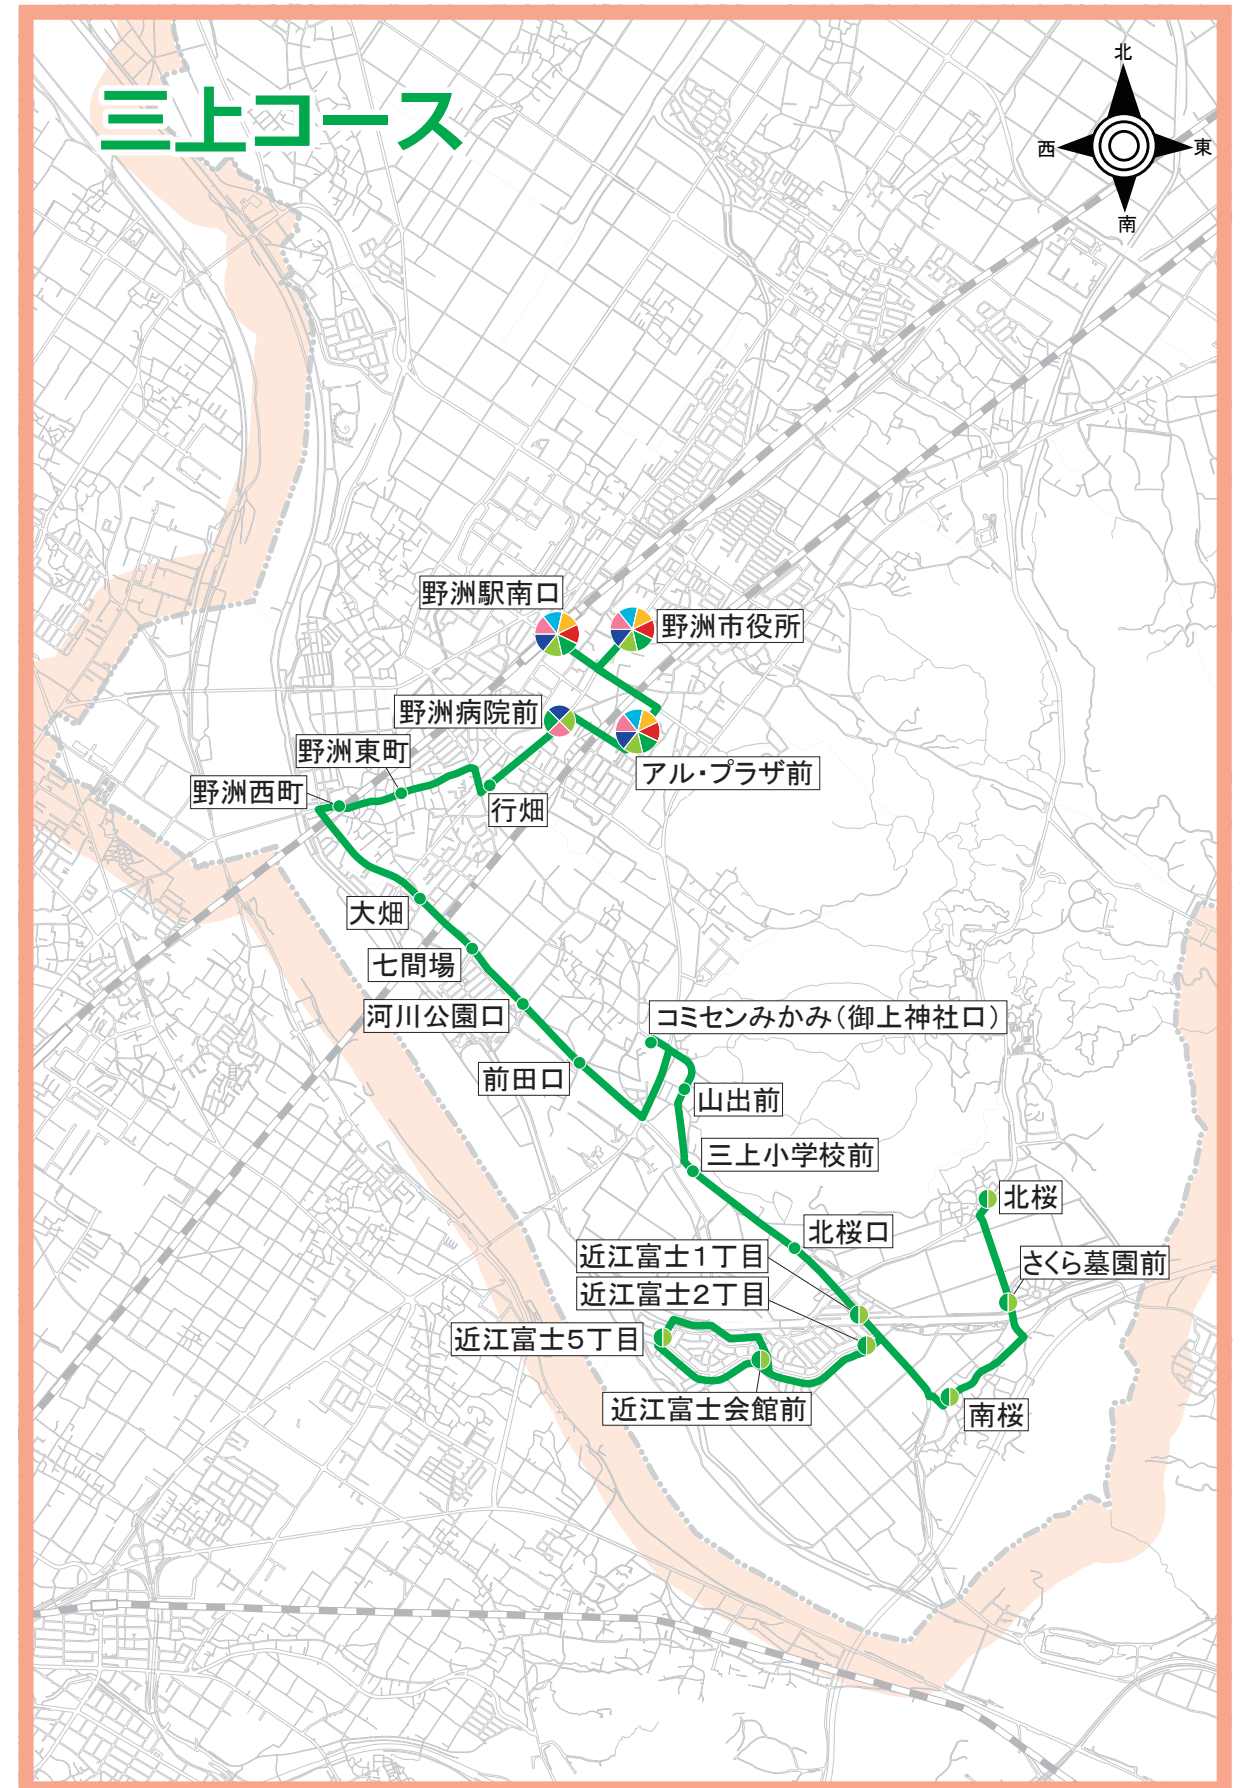 三上コース
北
西
東
南
野洲駅南口
野洲市役所
野洲病院前
アル・プラザ前
野洲東町
野洲西町
行畑
大畑
七間場
河川公園口
前田口
コミセンみかみ(御上神社口)
山出前
三上小学校前
北桜口
北桜
さくら墓園前
近江富士1丁目
近江富士2丁目
近江富士5丁目
近江富士会館前
南桜